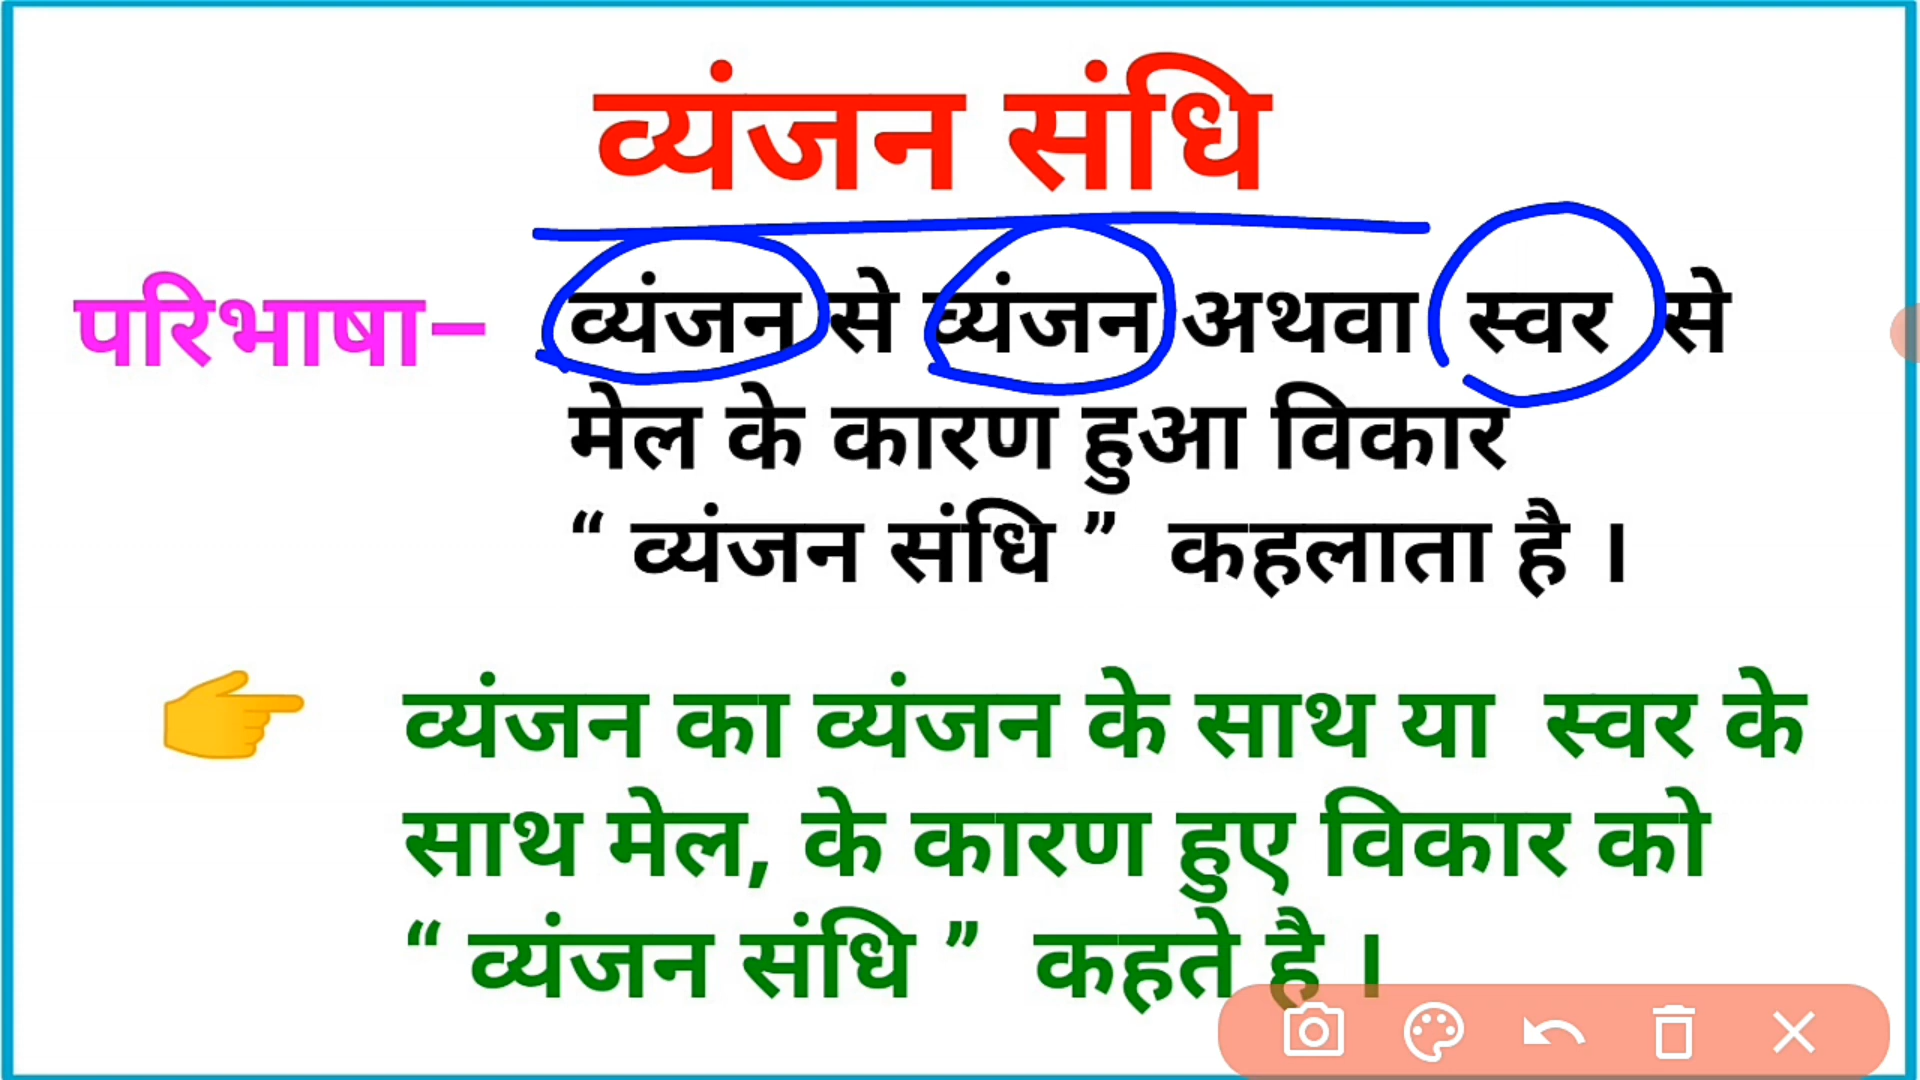 व्यंजन संधि
परिभाषा– व्यंजन से व्यंजन अथवा स्वर से
मेल के कारण हुआ विकार
“ व्यंजन संधि ” कहलाता है ।
व्यंजन का व्यंजन के साथ या स्वर के
साथ मेल, के कारण हुए विकार को
“ व्यंजन संधि ” कहते है ।